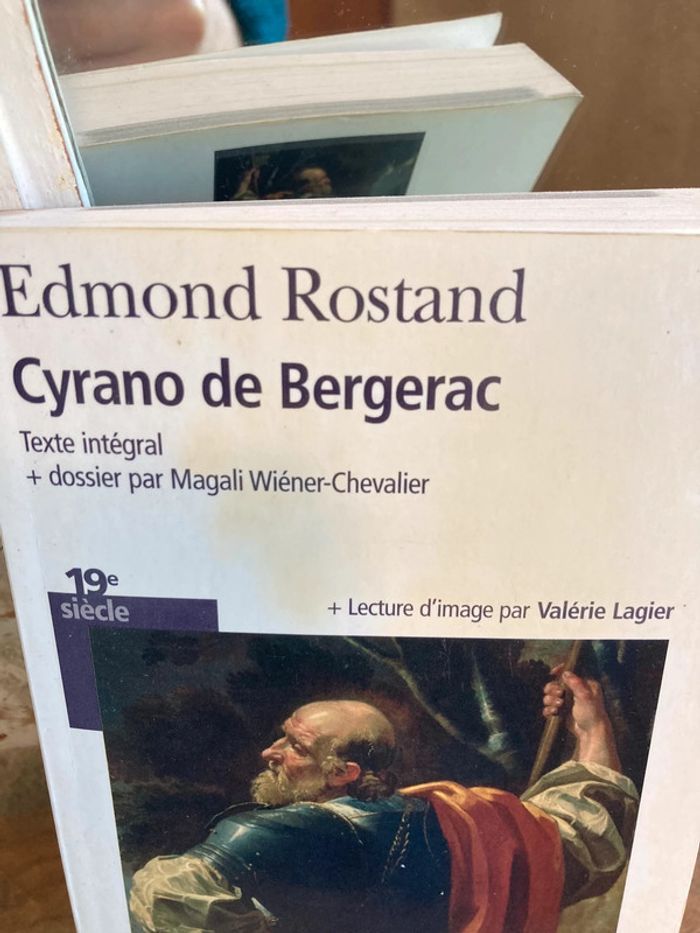 Edmond Rostand
Cyrano de Bergerac
Texte intégral
+ dossier par Magali Wiéner-Chevalier
19e
siècle
+ Lecture d'image par Valérie Lagier